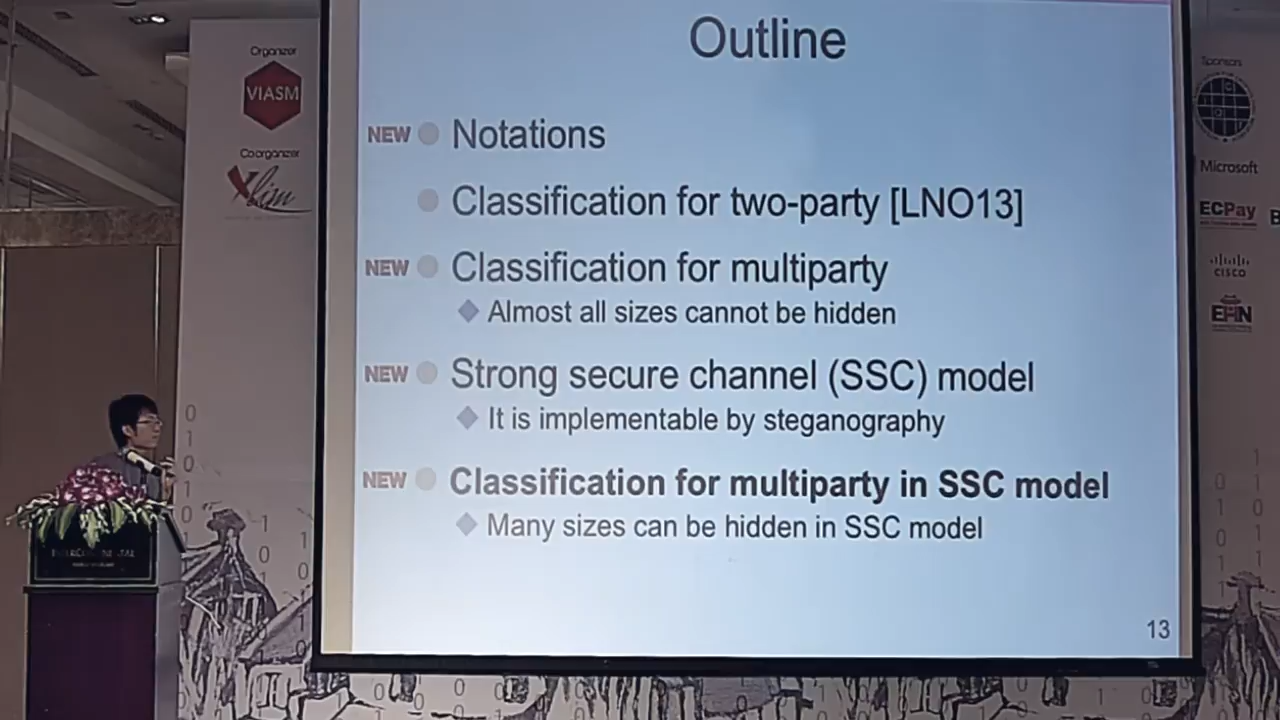 Outline
NEW Notations
Classification for two-party [LNO13]
NEW Classification for multiparty
Almost all sizes cannot be hidden
NEW Strong secure channel (SSC) model
It is implementable by steganography
NEW Classification for multiparty in SSC model
Many sizes can be hidden in SSC model
13
Organizer
VIASM
Coorganizer
Xlim
Sponsors
Microsoft
ECPay
CISCO